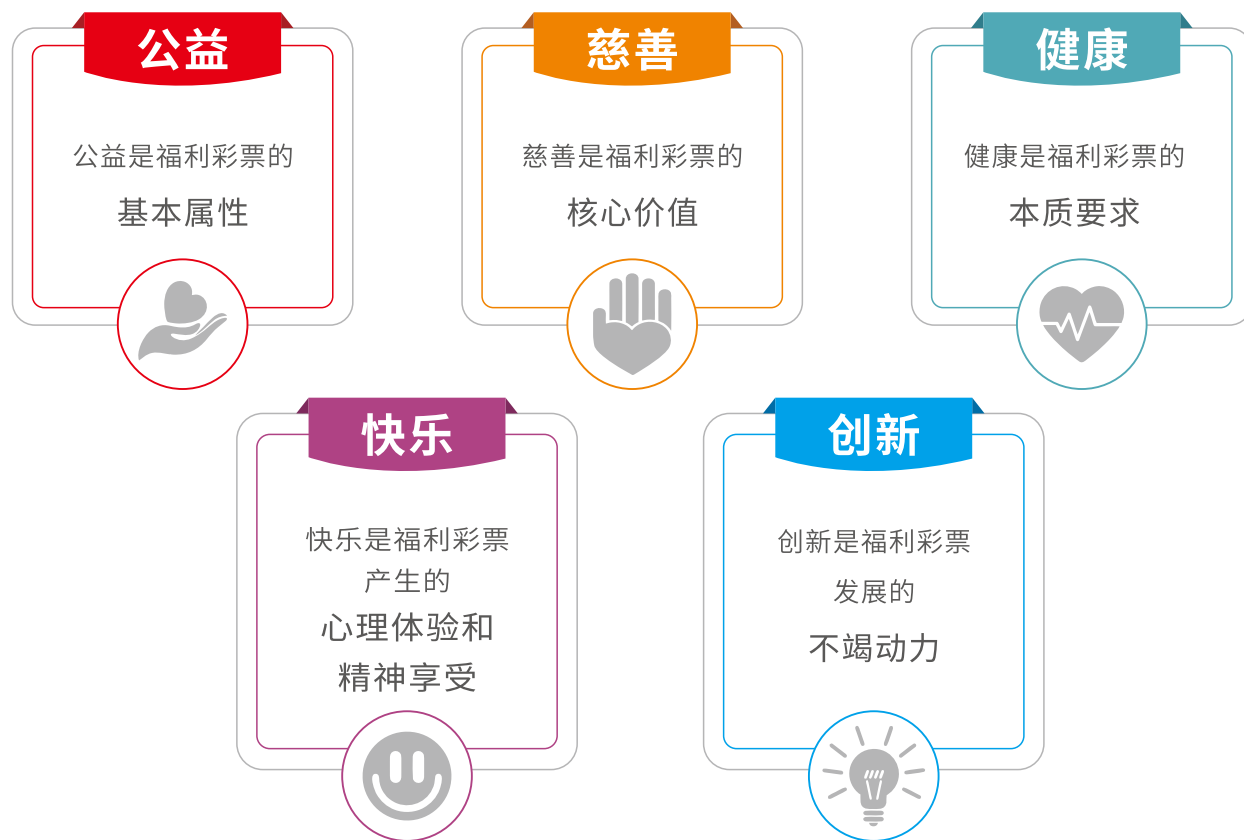 公益
公益是福利彩票的
基本属性
慈善
慈善是福利彩票的
核心价值
健康
健康是福利彩票的
本质要求
快乐
快乐是福利彩票
产生的
心理体验和
精神享受
创新
创新是福利彩票
发展的
不竭动力